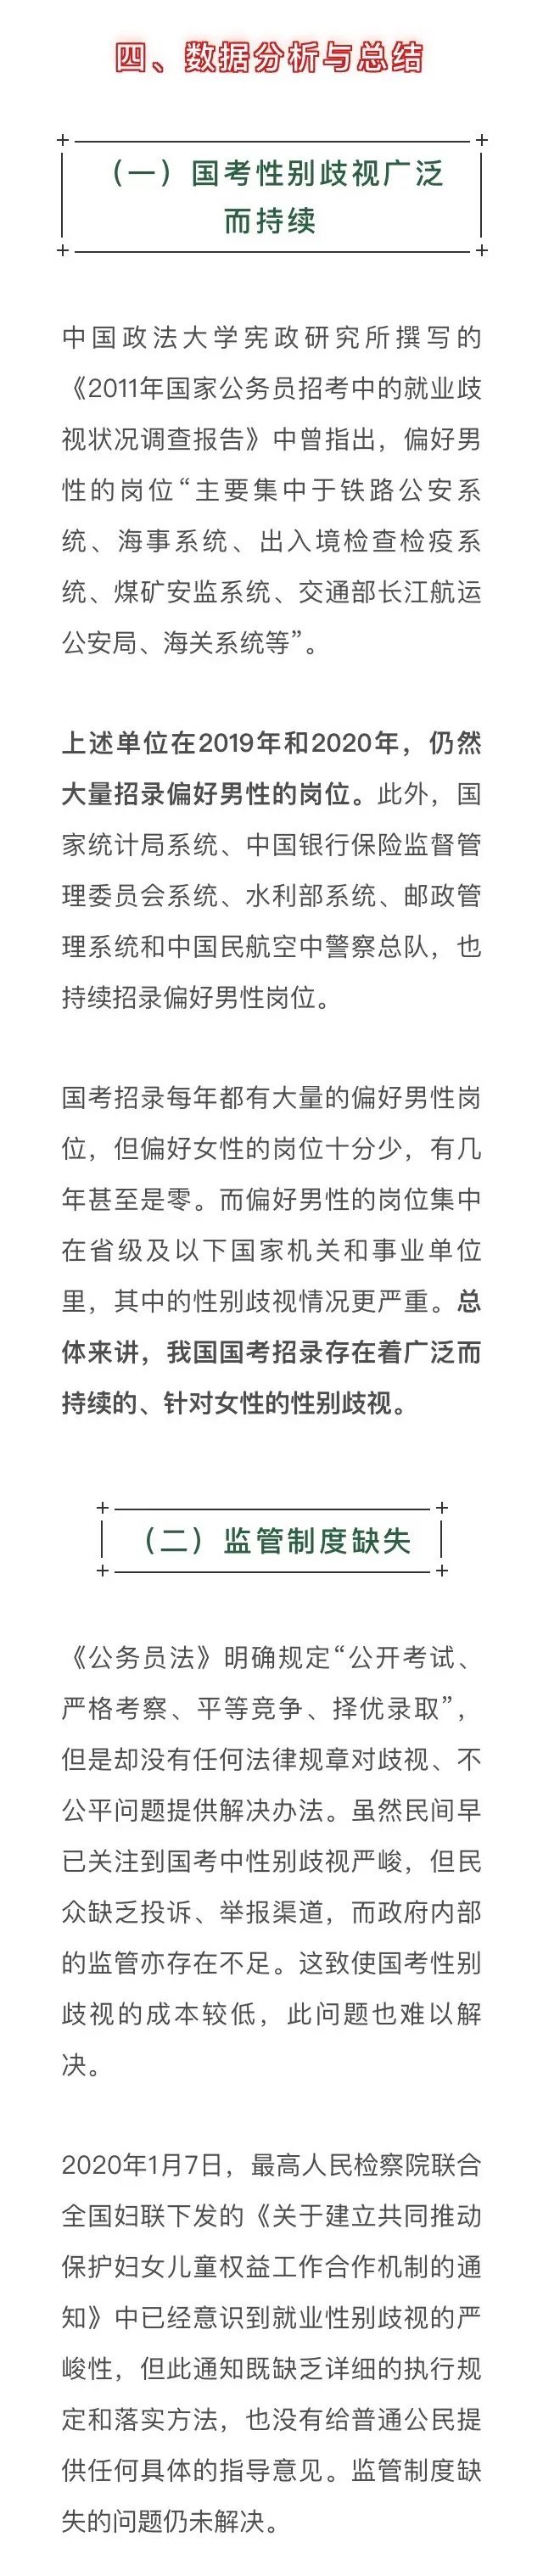 四、数据分析与总结
（一）国考性别歧视广泛
而持续
中国政法大学宪政研究所撰写的
《2011年国家公务员招考中的就业歧
视状况调查报告》中曾指出，偏好男
性的岗位“主要集中于铁路公安系
统、海事系统、出入境检查检疫系
统、煤矿安监系统、交通部长江航运
公安局、海关系统等”。
上述单位在2019年和2020年，仍然
大量招录偏好男性的岗位。此外，国
家统计局系统、中国银行保险监督管
理委员会系统、水利部系统、邮政管
理系统和中国民航空中警察总队，也
持续招录偏好男性岗位。
国考招录每年都有大量的偏好男性岗
位，但偏好女性的岗位十分少，有几
年甚至是零。而偏好男性的岗位集中
在省级及以下国家机关和事业单位
里，其中的性别歧视情况更严重。总
体来讲，我国国考招录存在着广泛而
持续的、针对女性的性别歧视。
（二）监管制度缺失
《公务员法》明确规定“公开考试、
严格考察、平等竞争、择优录取”，
但是却没有任何法律规章对歧视、不
公平问题提供解决办法。虽然民间早
已关注到国考中性别歧视严峻，但民
众缺乏投诉、举报渠道，而政府内部
的监管亦存在不足。这致使国考性别
歧视的成本较低，此问题也难以解
决。
2020年1月7日，最高人民检察院联合
全国妇联下发的《关于建立共同推动
保护妇女儿童权益工作合作机制的通
知》中已经意识到就业性别歧视的严
峻性，但此通知既缺乏详细的执行规
定和落实方法，也没有给普通公民提
供任何具体的指导意见。监管制度缺
失的问题仍未解决。